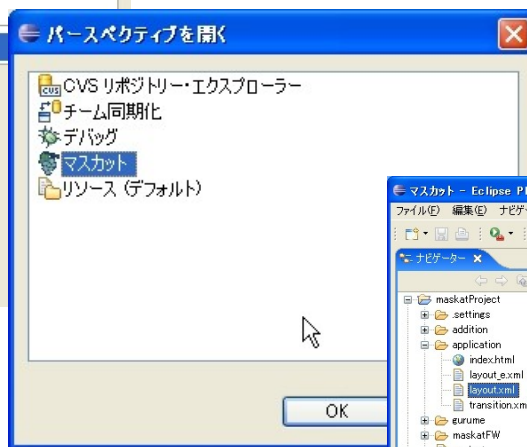 パースペクティブを開く
CVS リポジトリー・エクスプローラー
チーム同期化
デバッグ
マスカット
リソース (デフォルト)
OK
マスカット - Eclipse
ファイル(F) 編集(E) ナビゲ
ナビゲーター
maskatProject
.settings
addition
application
index.html
layout_e.xml
layout.xml
transition.xm
gurume
maskatFW